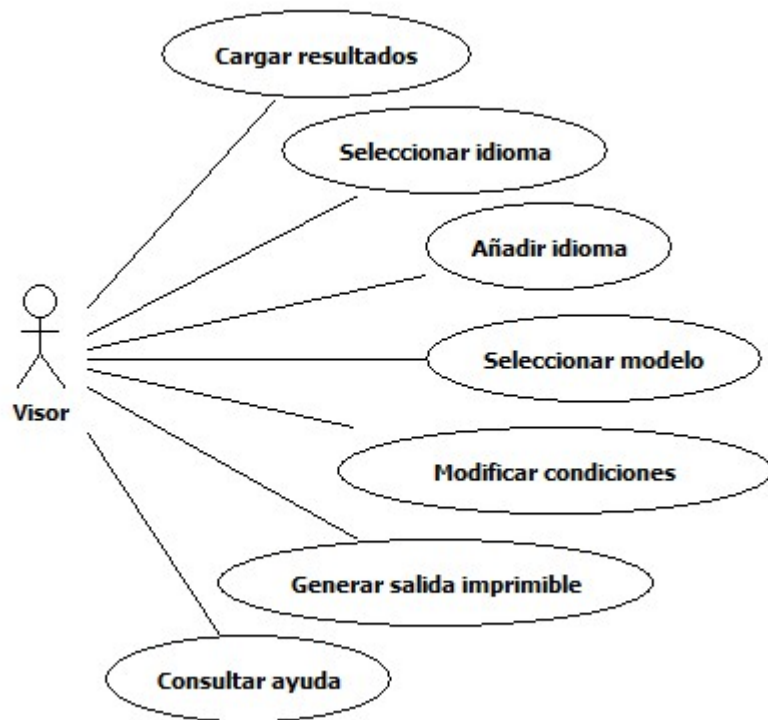 Cargar resultados
Seleccionar idioma
Añadir idioma
Seleccionar modelo
Visor
Modificar condiciones
Generar salida imprimible
Consultar ayuda